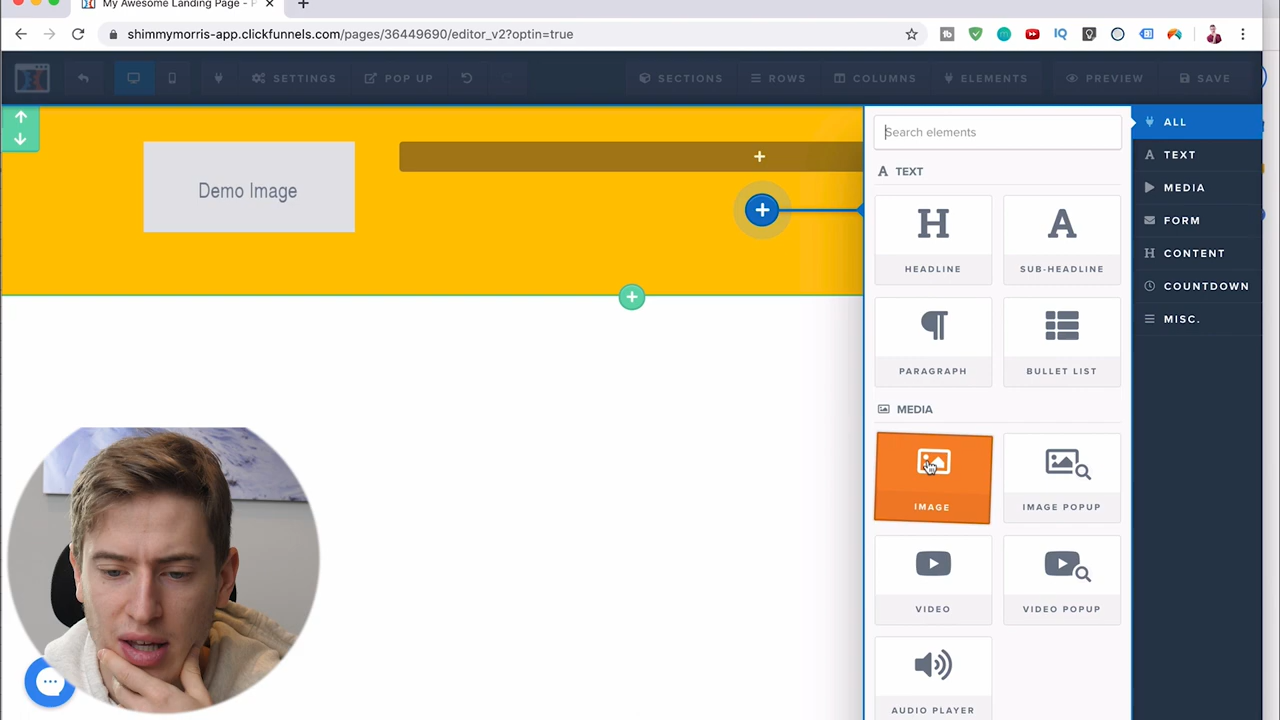 My Awesome Landing Page - P
shimmymorris-app.clickfunnels.com/pages/36449690/editor_v2?optin=true
SETTINGS
POP UP
SECTIONS
ROWS
COLUMNS
ELEMENTS
PREVIEW
SAVE
Demo Image
Search elements
TEXT
HEADLINE
SUB-HEADLINE
PARAGRAPH
BULLET LIST
MEDIA
IMAGE
IMAGE POPUP
VIDEO
VIDEO POPUP
AUDIO PLAYER
ALL
TEXT
MEDIA
FORM
CONTENT
COUNTDOWN
MISC.